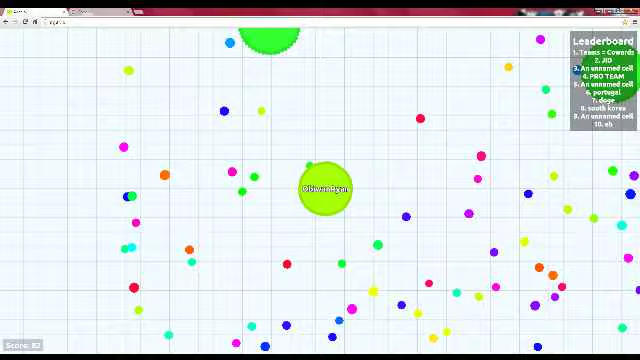 Leaderboard
1. Teams = Cowards
2. JID
3. An unnamed cell
4. PRO TEAM
5. An unnamed cell
6. portugal
7. doge
8. south korea
9. An unnamed cell
10. eb
Score: 82